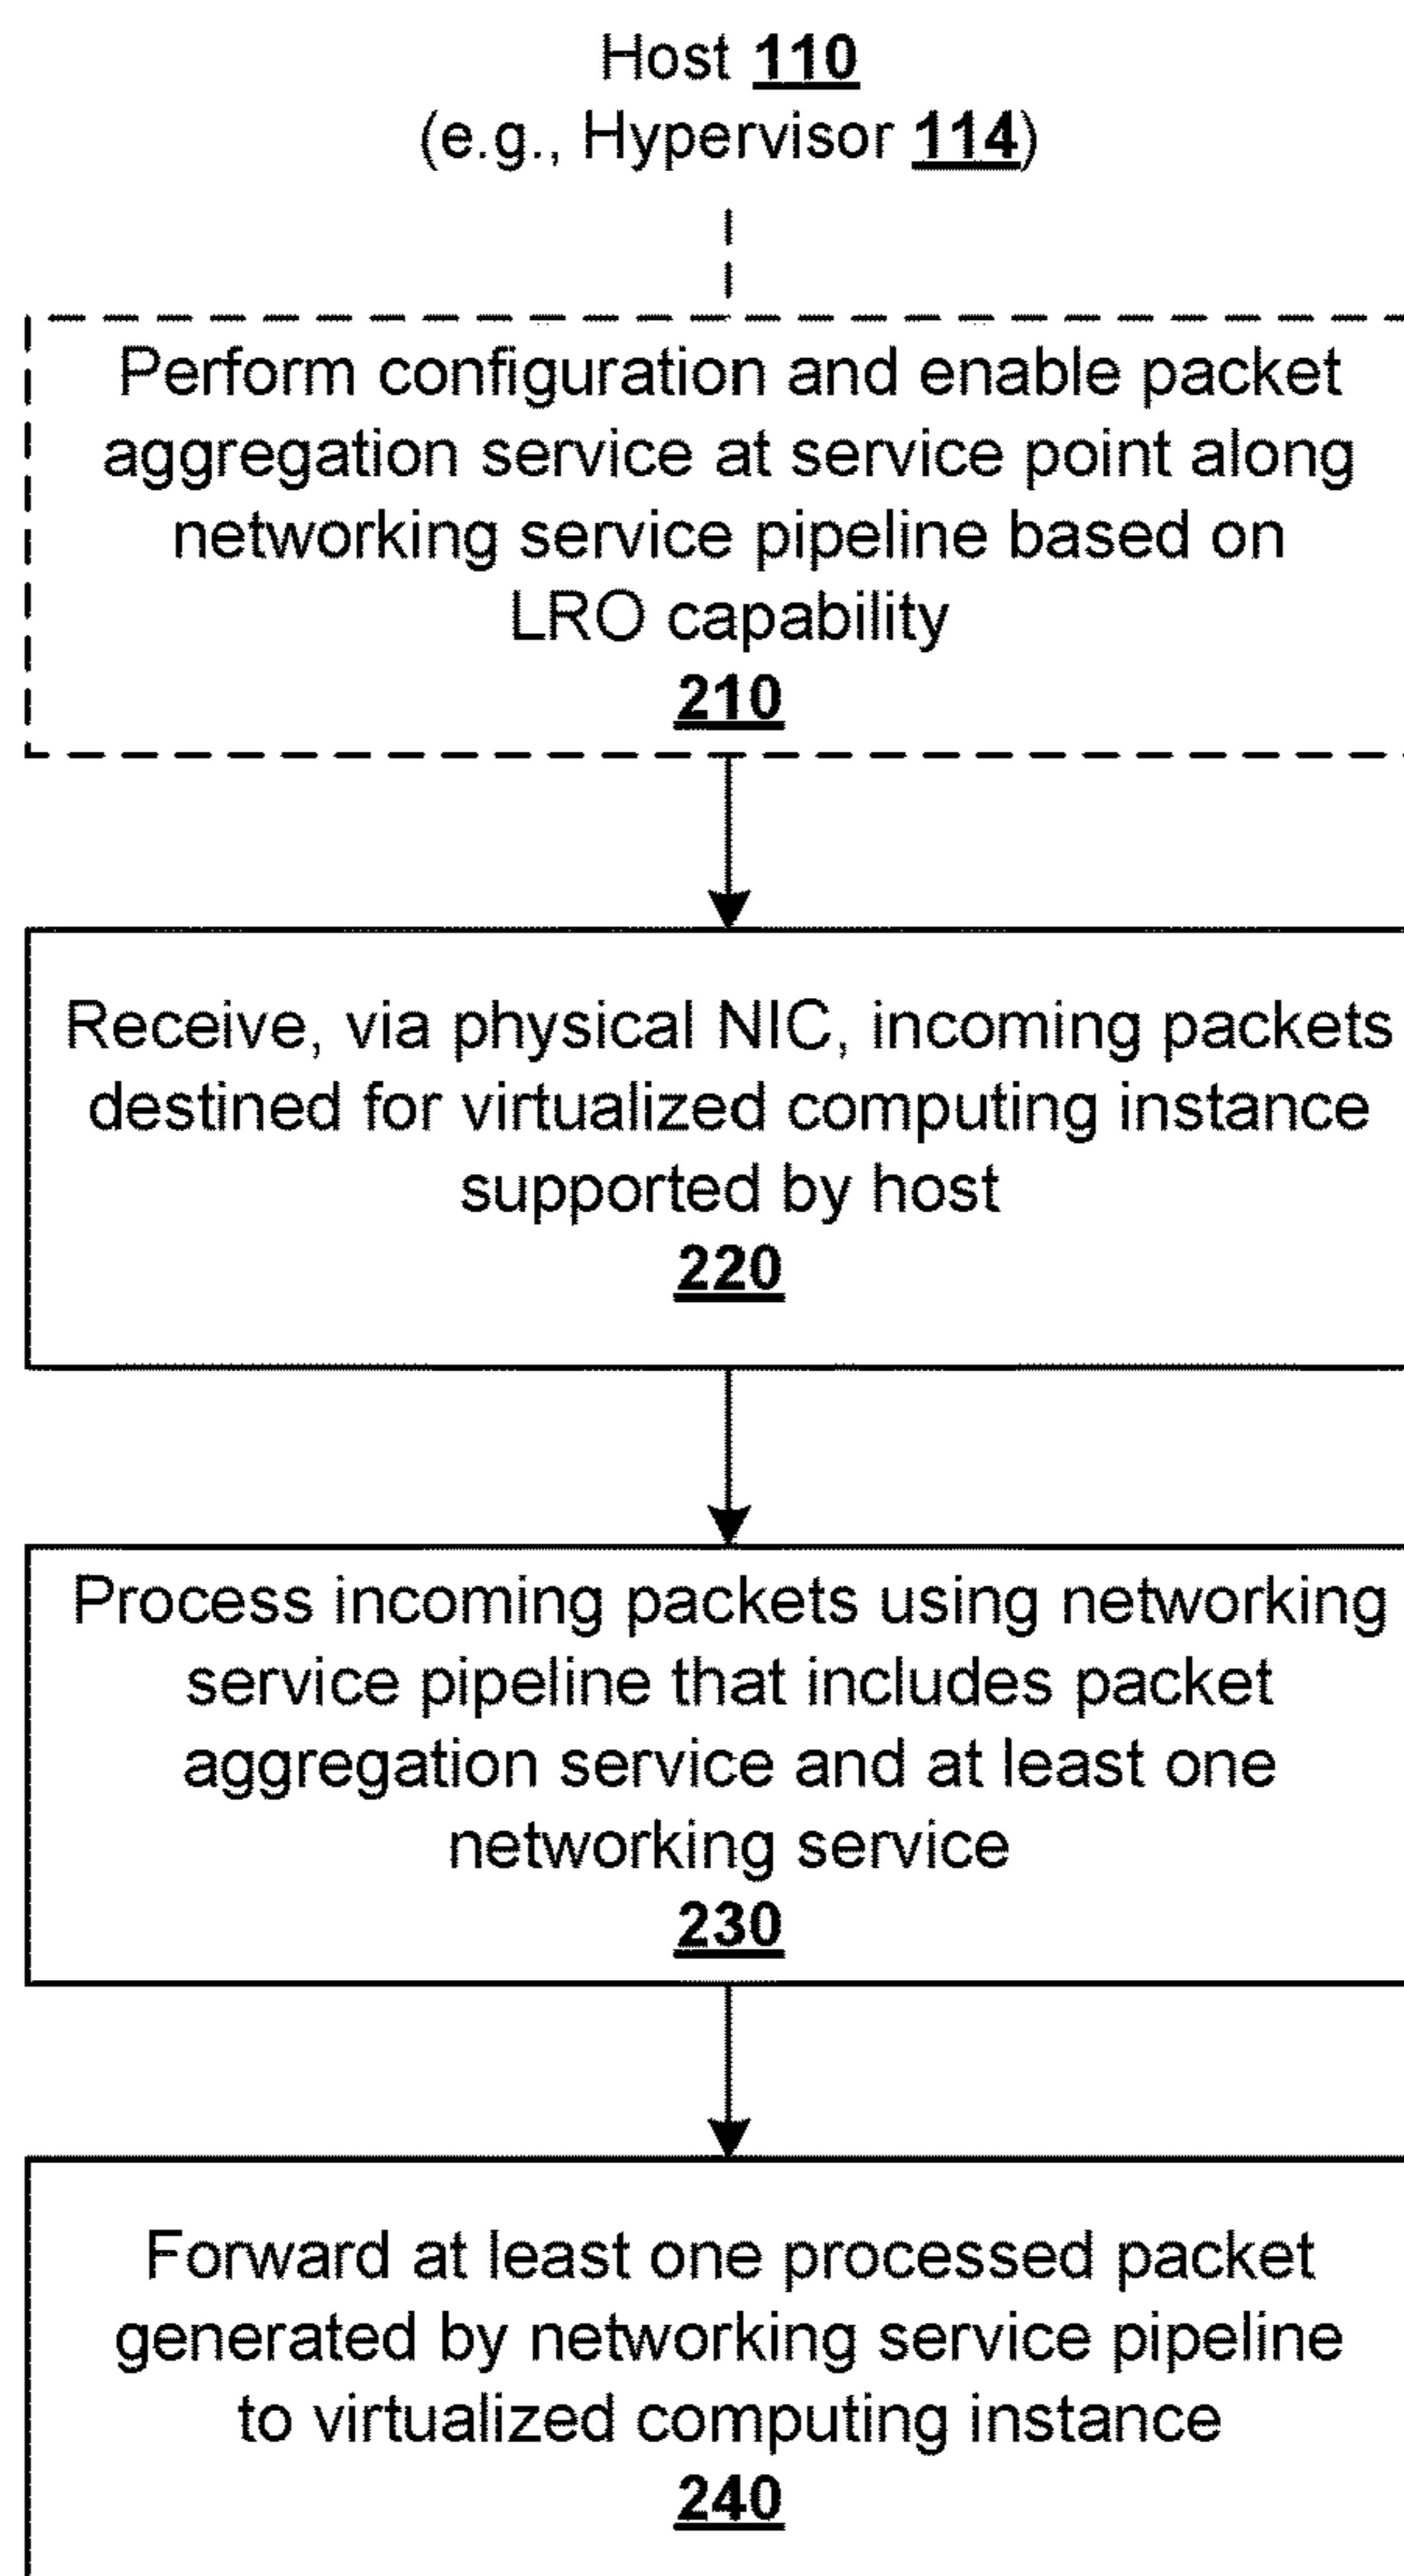 Host 110
(e.g., Hypervisor 114)
Perform configuration and enable packet
aggregation service at service point along
networking service pipeline based on
LRO capability
210
Receive, via physical NIC, incoming packets
destined for virtualized computing instance
supported by host
220
Process incoming packets using networking
service pipeline that includes packet
aggregation service and at least one
networking service
230
Forward at least one processed packet
generated by networking service pipeline
to virtualized computing instance
240